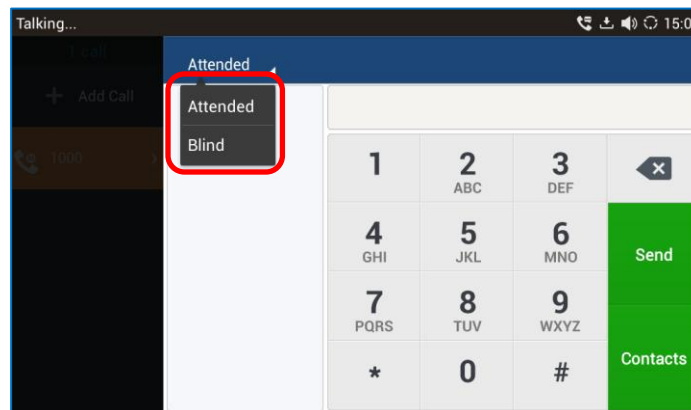 Talking...
15:0
1 call
Attended
+ Add Call
Attended
1000
Blind
1
2
3
ABC
DEF
4
5
6
Send
GHI
JKL
MNO
7
8
9
PQRS
TUV
WXYZ
Contacts
*
0
#